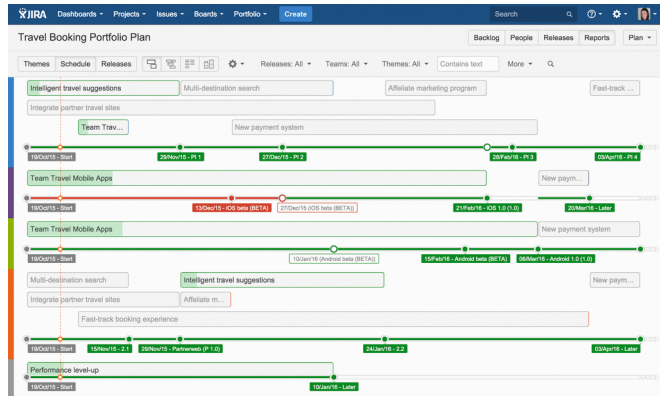 JIRA Dashboards Projects Issues Boards Portfolio Create Search
Travel Booking Portfolio Plan Backlog People Releases Reports Plan
Themes Schedule Releases Releases: All Teams: All Themes: All Contains text More
Intelligent travel suggestions Multi-destination search Affeliate marketing program Fast-track ...
Integrate partner travel sites
Team Trav... New payment system
19/Oct/15 - Start 29/Nov/15 - PI 1 27/Dec/15 - PI 2 28/Feb/16 - PI 3 03/Apr/16 - PI 4
Team Travel Mobile Apps New paym...
19/Oct/15 - Start 13/Dec/15 - iOS beta (BETA) 27/Dec/15 (iOS beta (BETA)) 21/Feb/16 - iOS 1.0 (1.0) 20/Mar/16 - Later
Team Travel Mobile Apps New payment system
19/Oct/15 - Start 10/Jan/16 (Android beta (BETA)) 15/Feb/16 - Android beta (BETA) 06/Mar/16 - Android 1.0 (1.0)
Multi-destination search Intelligent travel suggestions New paym...
Integrate partner travel sites Affeliate m...
Fast-track booking experience
19/Oct/15 - Start 15/Nov/15 - 2.1 29/Nov/15 - Partnerweb (P 1.0) 24/Jan/16 - 2.2 03/Apr/16 - Later
Performance level-up
19/Oct/15 - Start 10/Jan/16 - Later